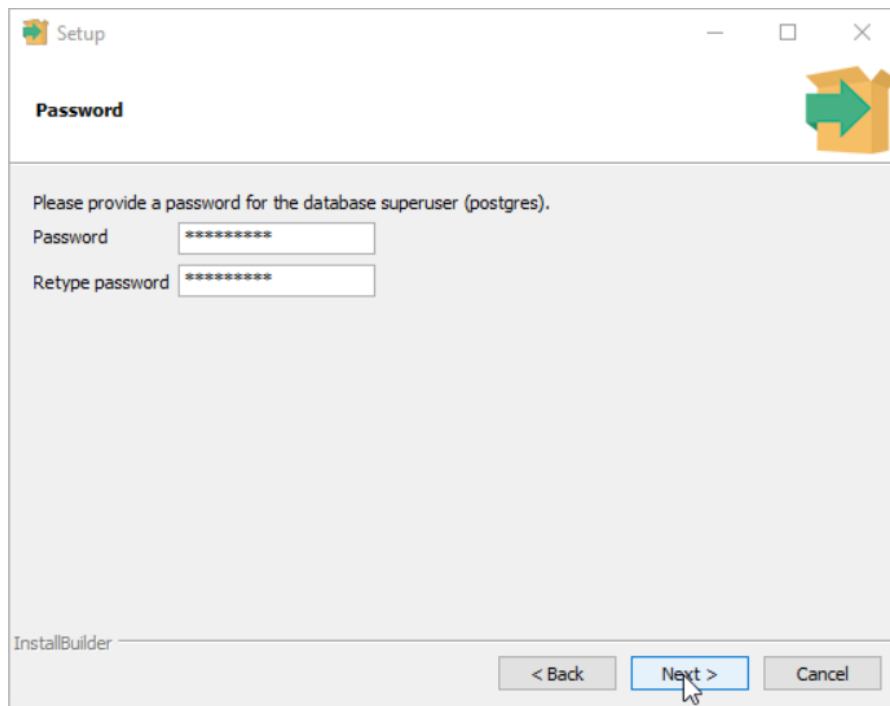 Setup
Password
Please provide a password for the database superuser (postgres).
Password *********
Retype password *********
InstallBuilder
< Back Next > Cancel